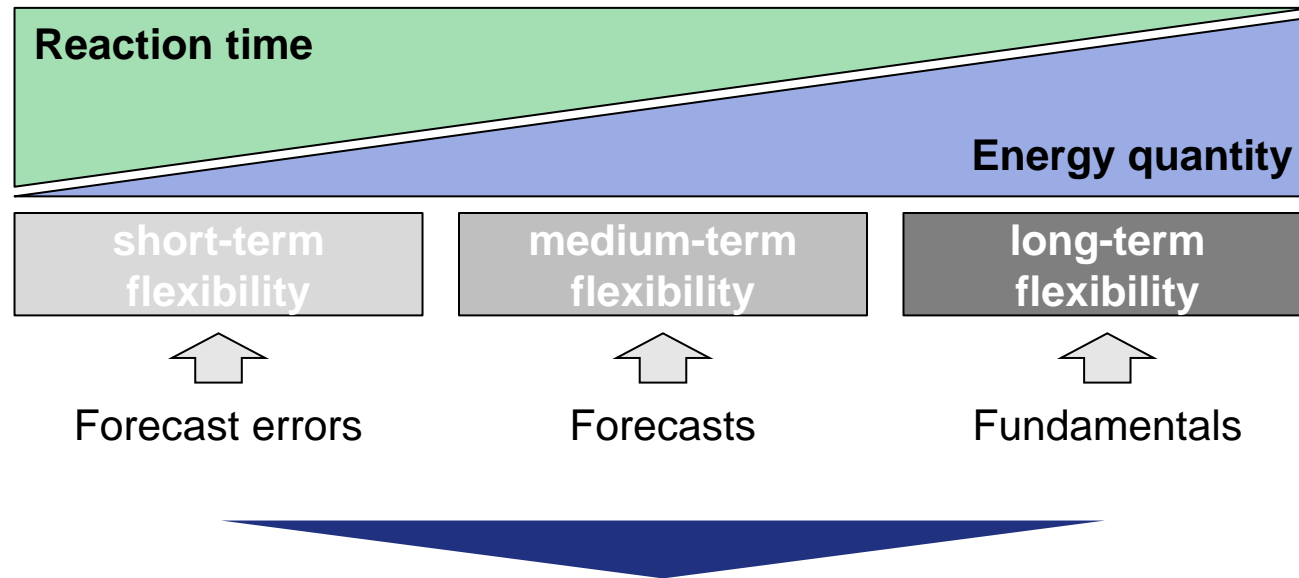 Reaction time
Energy quantity
short-term
flexibility
medium-term
flexibility
long-term
flexibility
Forecast errors
Forecasts
Fundamentals